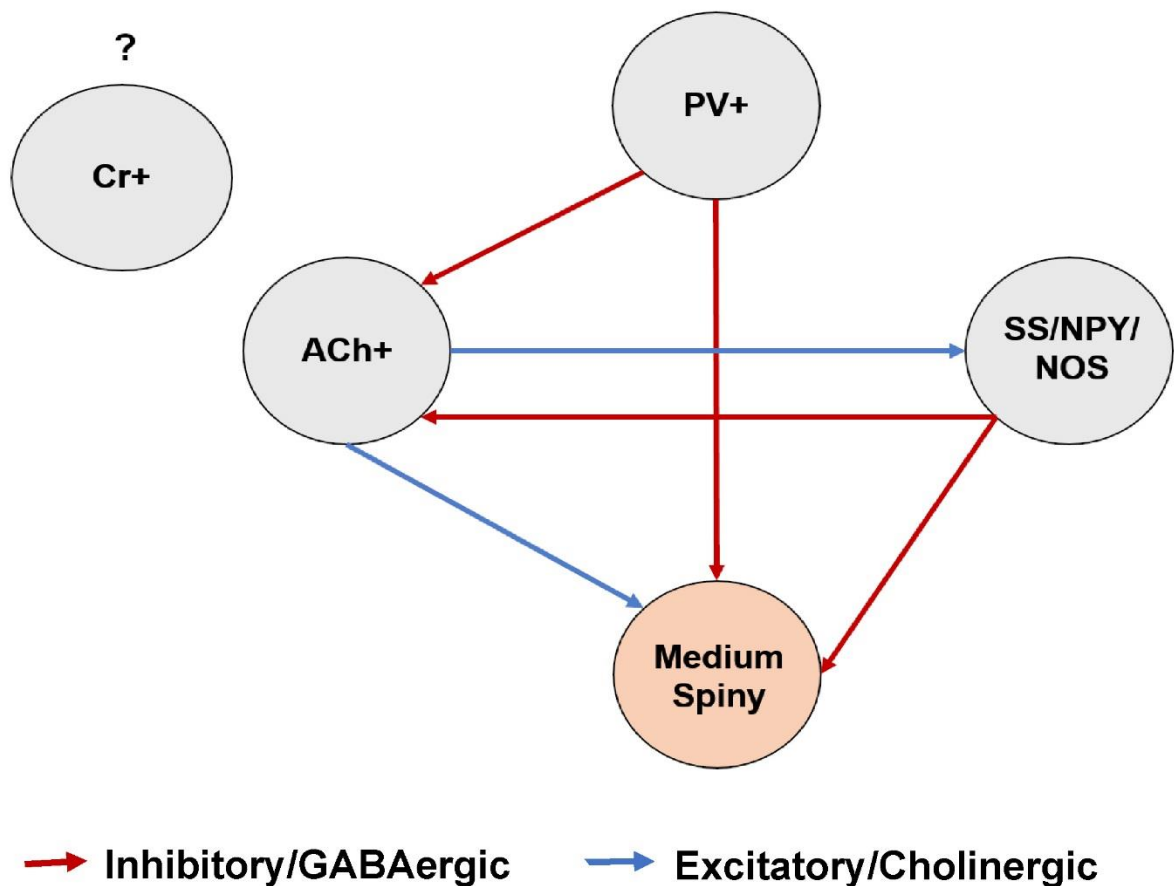 ?
Cr+
PV+
ACh+
SS/NPY/
NOS
Medium
Spiny
Inhibitory/GABAergic
Excitatory/Cholinergic